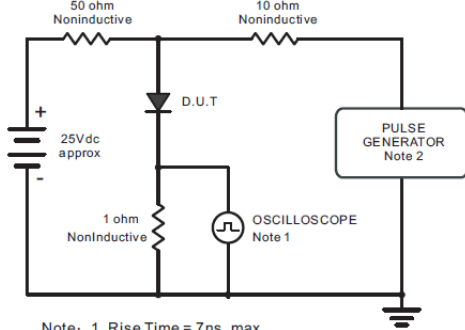 50 ohm
Noninductive
10 ohm
Noninductive
+
D.U.T
25Vdc
approx
-
PULSE
GENERATOR
Note 2
1 ohm
NonInductive
OSCILLOSCOPE
Note 1
Note: 1. Rise Time = 7ns, max.